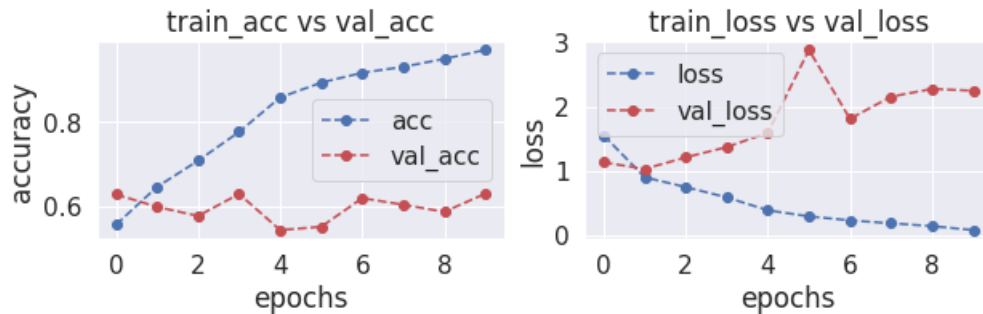 train_acc vs val_acc
accuracy
0.8
0.6
acc
val_acc
0 2 4 6 8
epochs
train_loss vs val_loss
loss
3
2
1
0
loss
val_loss
0 2 4 6 8
epochs